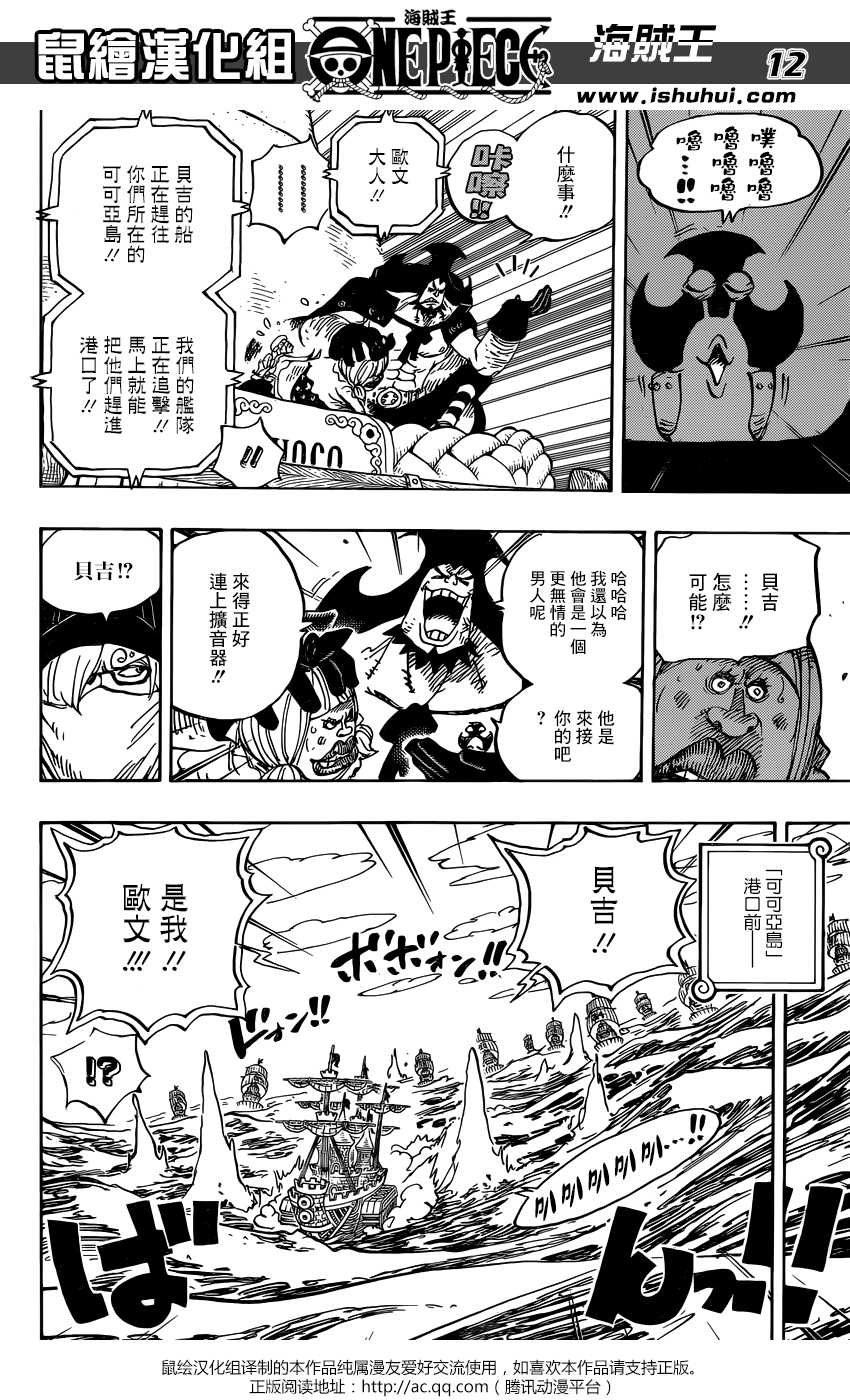 鼠繪漢化組
海賊王
ONE PIECE
海賊王
12
www.ishuhui.com
噗嚕嚕
嚕嚕嚕
嚕…!!
什麼事!!
咔嚓!!
歐文
大人!!
………
貝吉的船
正在趕往
你們所在的
可可亞島
我們的艦隊
正在追擊!!
馬上就能
把他們趕進
港口了!!
!!
貝吉
……!!
怎麼
可能!?
哈哈哈
我還以為
他會是一個
更無情的
男人呢
他是
來接
你的吧
?
來得正好
連上擴音器!!
貝吉!?
「可可亞島」
港口前——
貝吉!!
ボボォン!!
ドォン!!
是我!!
歐文!!!
!?
叭叭叭叭叭…!!
ばんっ!!
鼠绘汉化组译制的本作品纯属漫友爱好交流使用，如喜欢本作品请支持正版。
正版阅读地址：http://ac.qq.com（腾讯动漫平台）